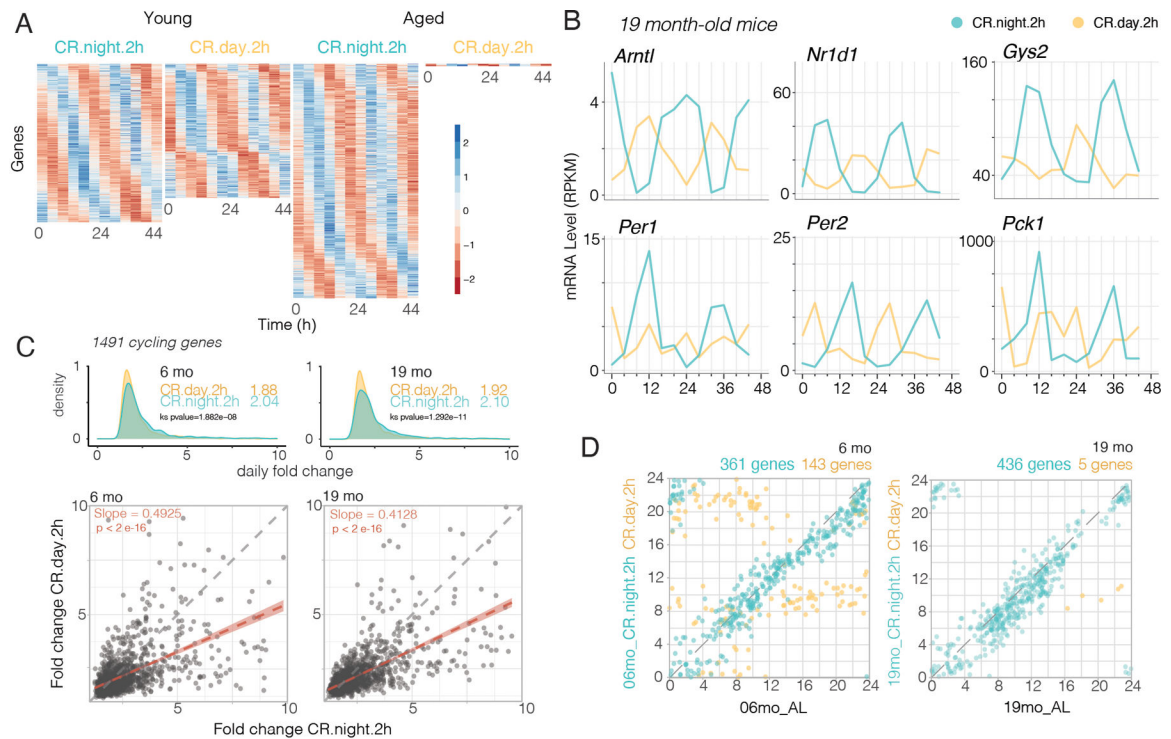 A
Young
Aged
CR.night.2h
CR.day.2h
CR.night.2h
CR.day.2h
Genes
0 24 44
0 24 44
0 24 44
0 24 44
2
1
0
−1
−2
Time (h)
B
19 month-old mice
CR.night.2h
CR.day.2h
mRNA Level (RPKM)
Arntl
4
0
Nr1d1
60
0
Gys2
160
40
Per1
15
0
0 12 24 36 48
Per2
25
0
0 12 24 36 48
Pck1
1000
0
0 12 24 36 48
C
1491 cycling genes
density
1
0
6 mo
CR.day.2h 1.88
CR.night.2h 2.04
ks pvalue=1.882e−08
0 5 10
1
0
19 mo
CR.day.2h 1.92
CR.night.2h 2.10
ks pvalue=1.292e−11
0 5 10
daily fold change
Fold change CR.day.2h
6 mo
Slope = 0.4925
p < 2 e-16
10
5
5 10
19 mo
Slope = 0.4128
p < 2 e-16
10
5
5 10
Fold change CR.night.2h
D
6 mo
361 genes 143 genes
06mo_CR.night.2h CR.day.2h
24
20
16
12
8
4
0
0 4 8 12 16 20 24
06mo_AL
19 mo
436 genes 5 genes
19mo_CR.night.2h CR.day.2h
24
20
16
12
8
4
0
0 4 8 12 16 20 24
19mo_AL